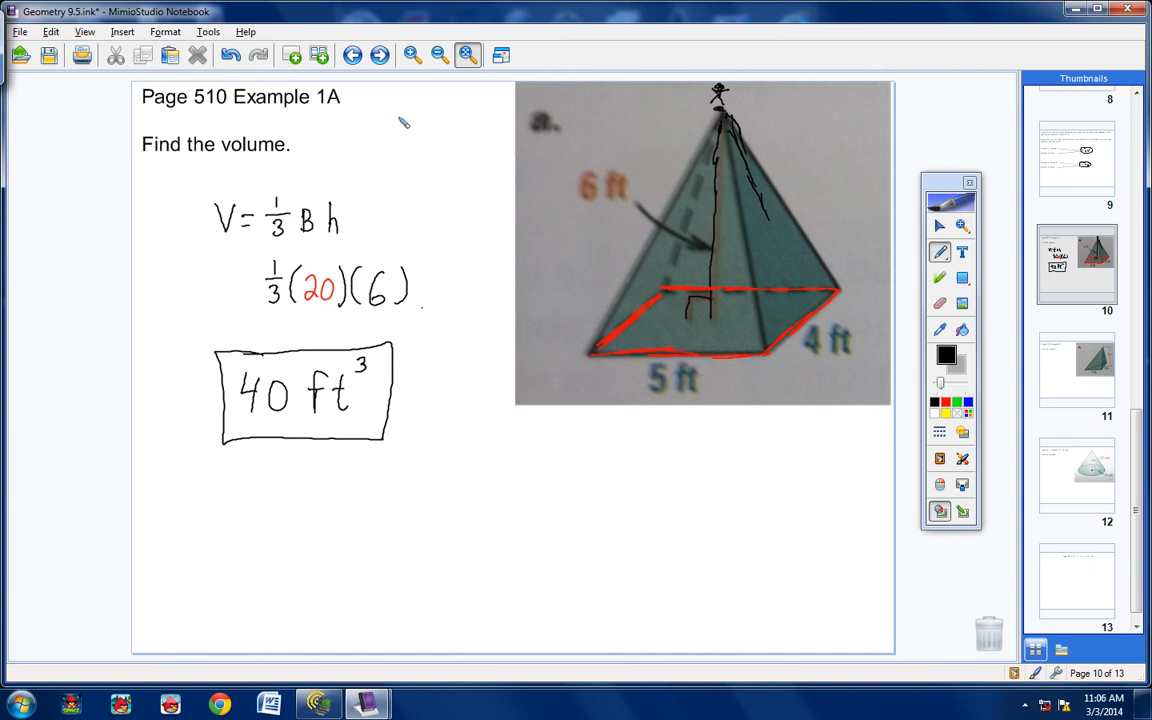 Geometry 9.5.ink* - MimioStudio Notebook
File Edit View Insert Format Tools Help
Thumbnails
Page 510 Example 1A
Find the volume.
V = 1/3 B h
1/3 (20)(6)
40 ft³
a.
6 ft
4 ft
5 ft
T
8
9
10
11
12
13
Page 10 of 13
W
11:06 AM
3/3/2014